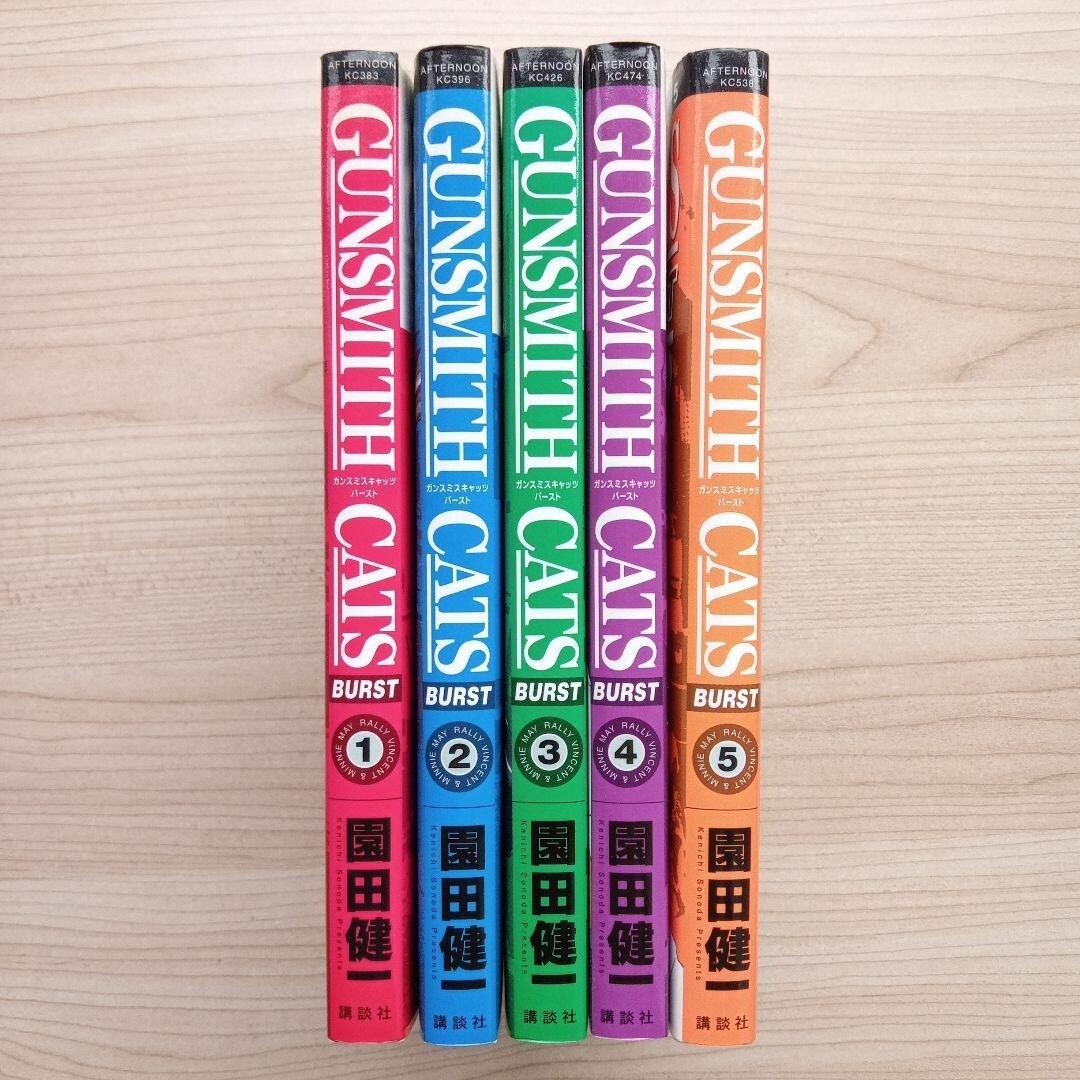 AFTERNOON
KC383
GUNSMITH
ガンスミスキャッツ
バースト
CATS
BURST
MINNIE MAY RALLY VINCENT &
1
園田健一
Kenichi Sonoda Presents
講談社
AFTERNOON
KC396
GUNSMITH
ガンスミスキャッツ
バースト
CATS
BURST
MINNIE MAY RALLY VINCENT &
2
園田健一
Kenichi Sonoda Presents
講談社
AFTERNOON
KC426
GUNSMITH
ガンスミスキャッツ
バースト
CATS
BURST
MINNIE MAY RALLY VINCENT &
3
園田健一
Kenichi Sonoda Presents
講談社
AFTERNOON
KC474
GUNSMITH
ガンスミスキャッツ
バースト
CATS
BURST
MINNIE MAY RALLY VINCENT &
4
園田健一
Kenichi Sonoda Presents
講談社
AFTERNOON
KC538
GUNSMITH
ガンスミスキャッツ
バースト
CATS
BURST
MINNIE MAY RALLY VINCENT &
5
園田健一
Kenichi Sonoda Presents
講談社